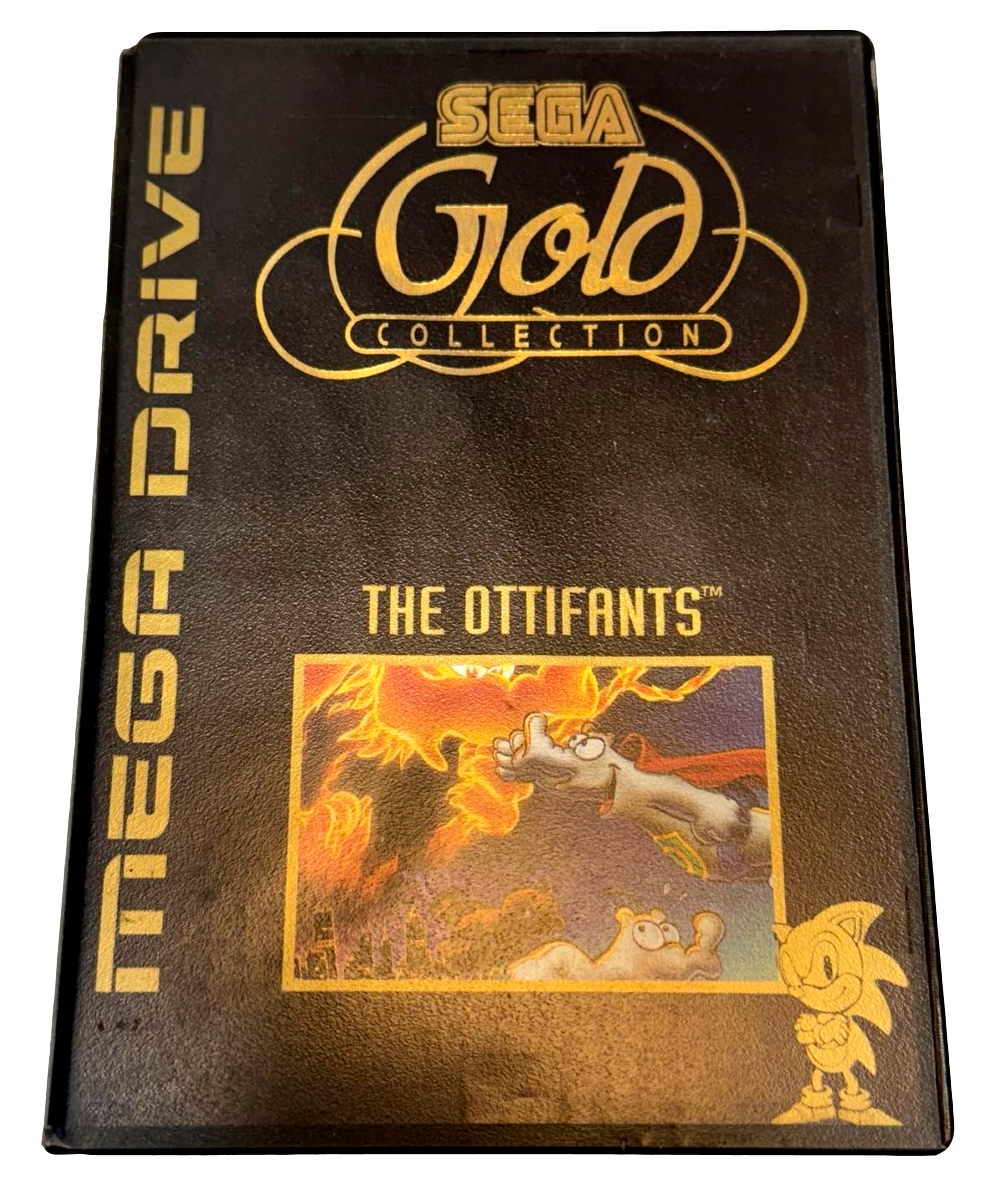 MEGA DRIVE
SEGA
Gold
COLLECTION
THE OTTIFANTS™